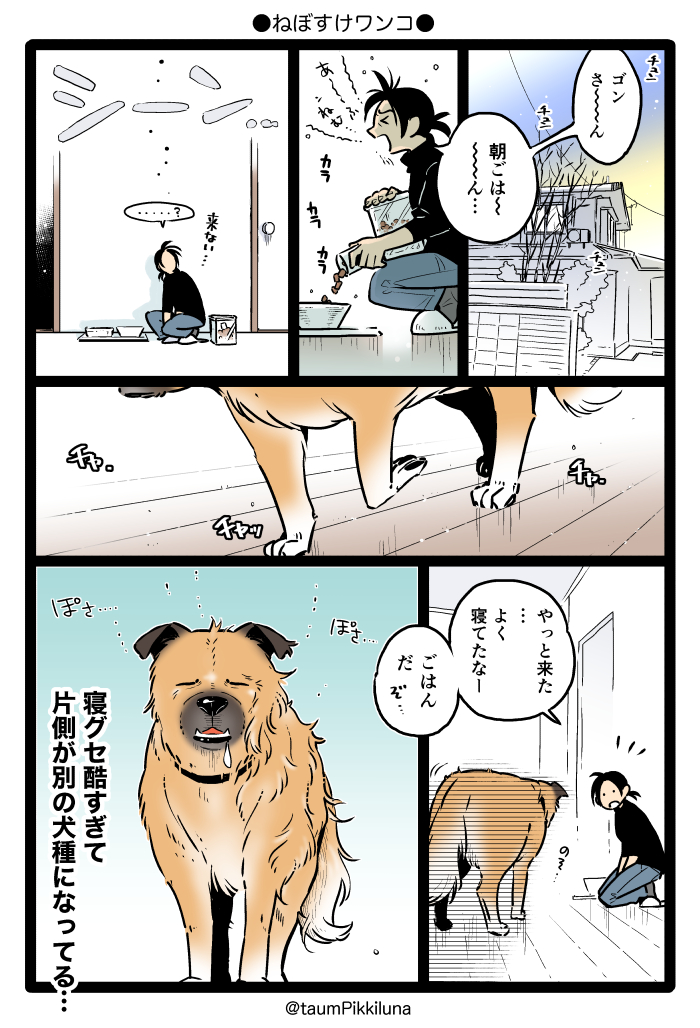 ●ねぼすけワンコ●
チュン
ゴン
さ〜〜〜ん
チュン
朝ごは〜
〜〜〜ん…
チュン
あ
ねむぅ
カラ
カラ
カラ
……?
来ない…
チャ。
チャッ
チャ。
やっと来た
…
よく
寝てたなー
ごはん
だ
ぞ…
のそ…
ぽさ……
ぽさ…
寝グセ酷すぎて
片側が別の犬種になってる…
@taumPikkiluna